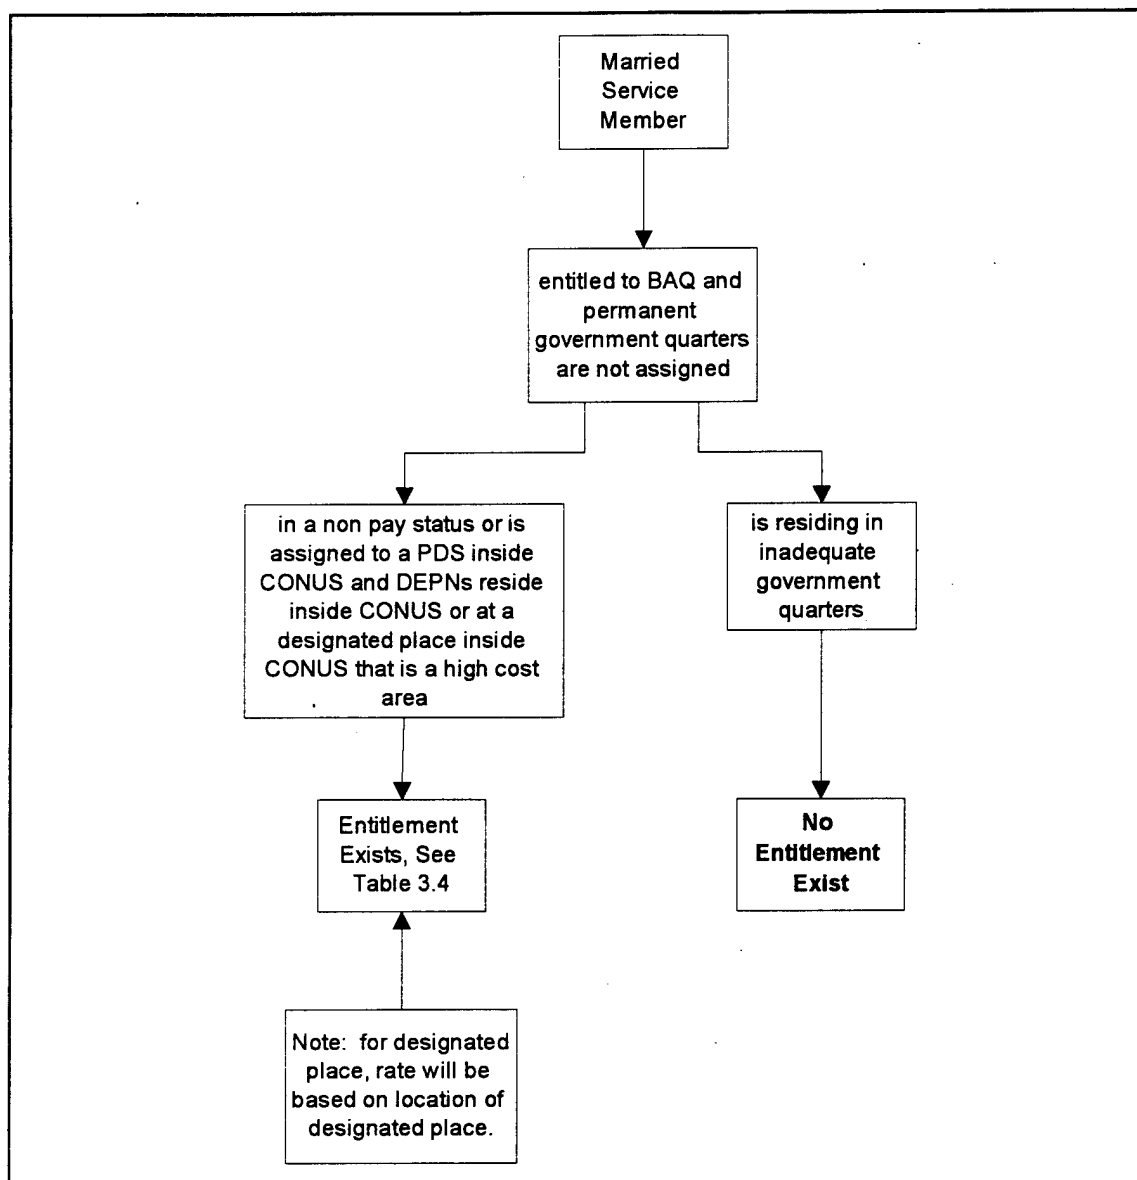 Married
Service
Member
entitled to BAQ and
permanent
government quarters
are not assigned
in a non pay status or is
assigned to a PDS inside
CONUS and DEPNs reside
inside CONUS or at a
designated place inside
CONUS that is a high cost
area
is residing in
inadequate
government
quarters
Entitlement
Exists, See
Table 3.4
No
Entitlement
Exist
Note: for designated
place, rate will be
based on location of
designated place.